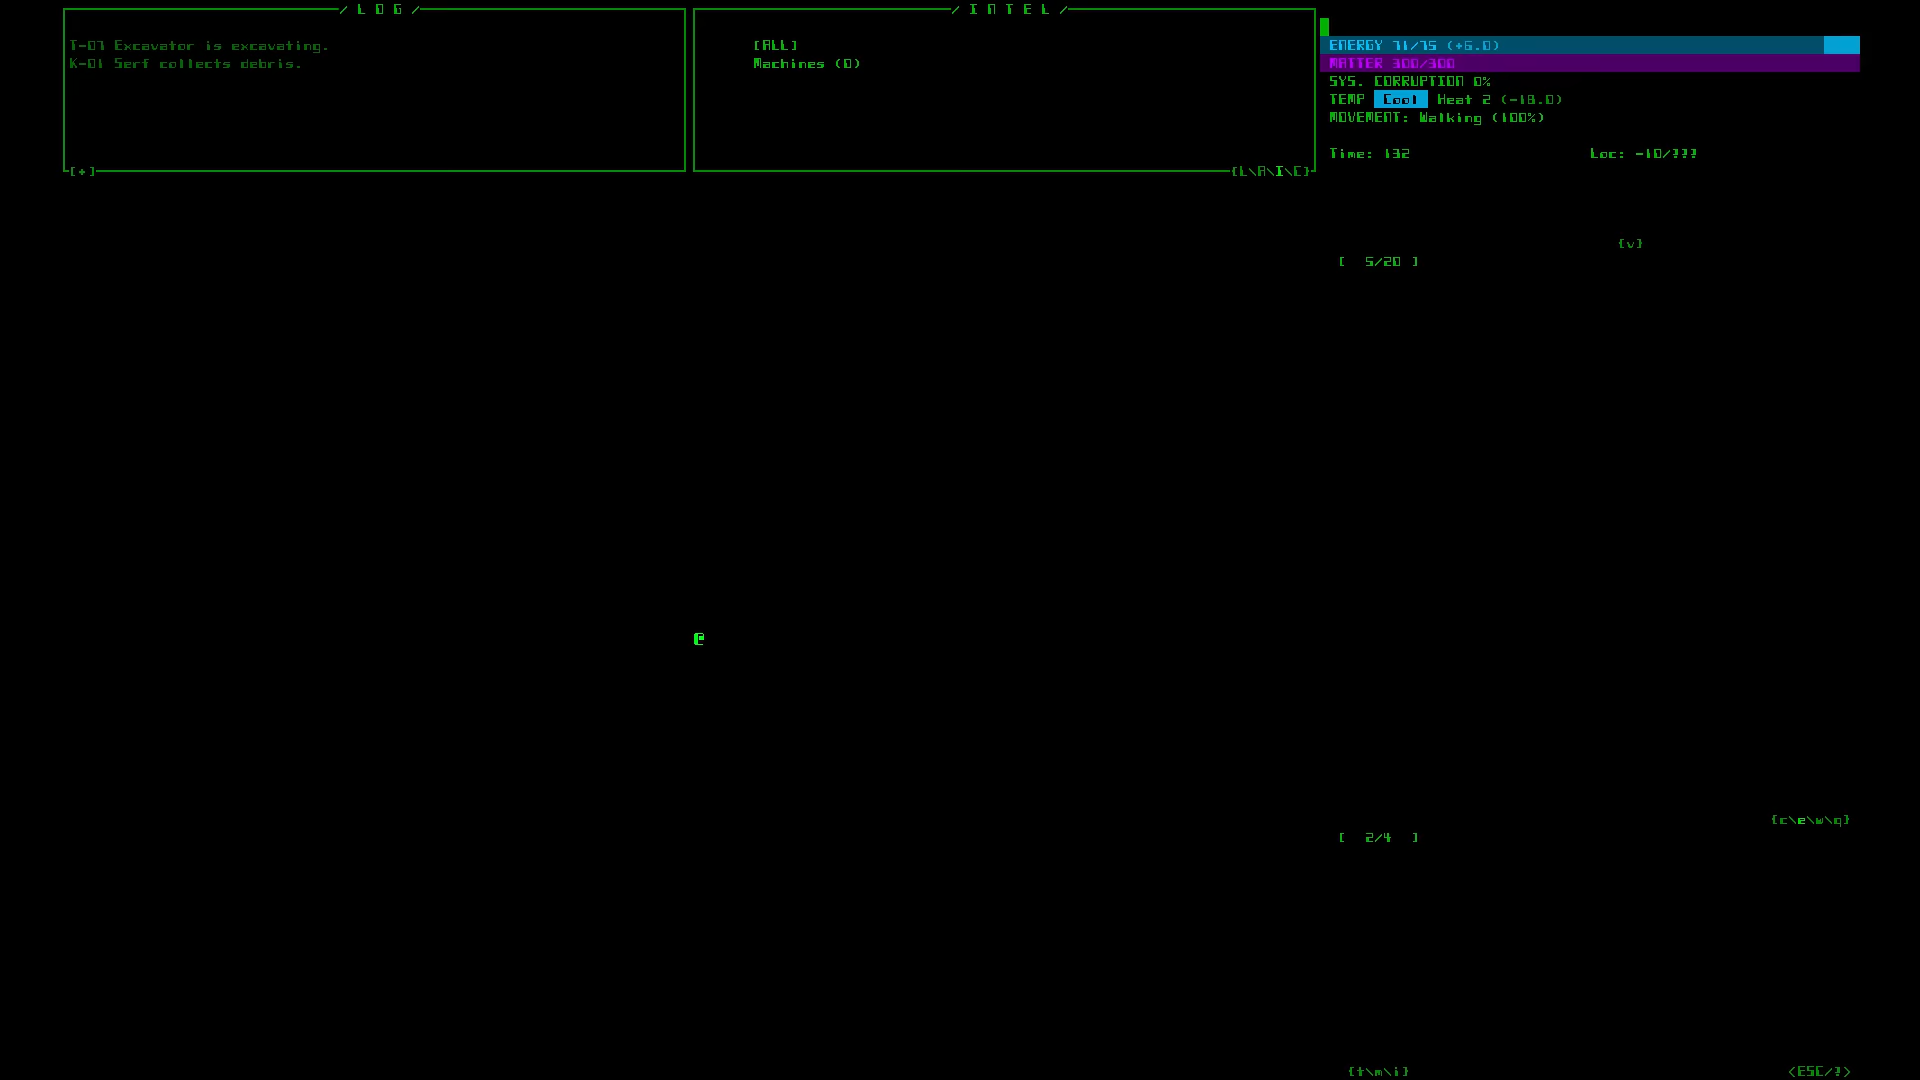 / L O G /
T-07 Excavator is excavating.
K-01 Serf collects debris.
[+]
/ I N T E L /
[ALL]
Machines (0)
{L\A\I\C}
ENERGY 71/75 (+6.0)
MATTER 300/300
SYS. CORRUPTION 0%
TEMP Cool Heat 2 (-18.0)
MOVEMENT: Walking (100%)
Time: 132 Loc: -10/???
{v}
[ 5/20 ]
@
{c\e\w\q}
[ 2/4 ]
{t\m\i}
<ESC/?>